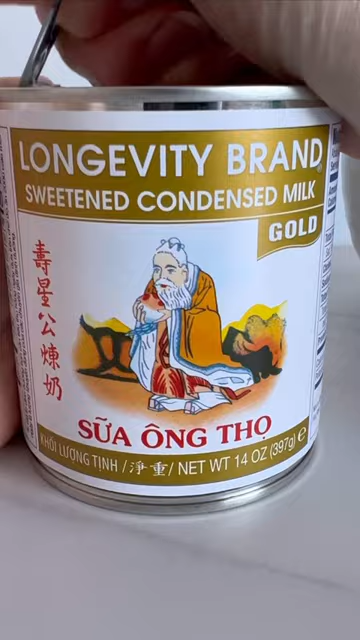 LONGEVITY BRAND
SWEETENED CONDENSED MILK
GOLD
壽星公煉奶
SỮA ÔNG THỌ
KHỐI LƯỢNG TỊNH / 淨重 / NET WT 14 OZ (397g) e